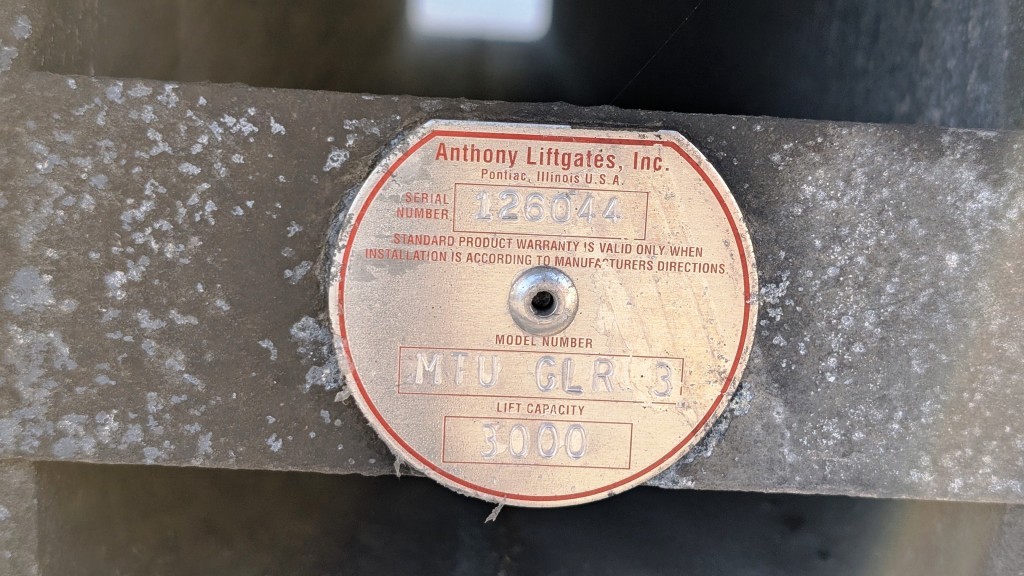 Anthony Liftgates, Inc.
Pontiac, Illinois U.S.A.
SERIAL
NUMBER
126044
STANDARD PRODUCT WARRANTY IS VALID ONLY WHEN
INSTALLATION IS ACCORDING TO MANUFACTURERS DIRECTIONS.
MODEL NUMBER
MTU GLR 3
LIFT CAPACITY
3000